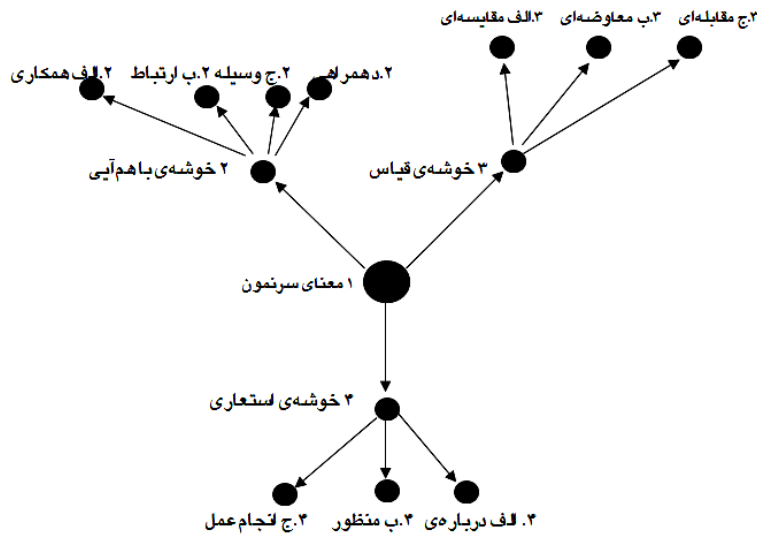 ۳.الف مقایسه‌ای
۳.ب معاوضه‌ای
۳.ج مقابله‌ای
۲.دهمراهی
۲.ج وسیله
۲.ب ارتباط
۲.الف همکاری
۳ خوشه‌ی قیاس
۲ خوشه‌ی باهم‌آیی
۱ معنای سرنمون
۴ خوشه‌ی استعاری
۴. الف درباره‌ی
۴.ب منظور
۴.ج انجام عمل